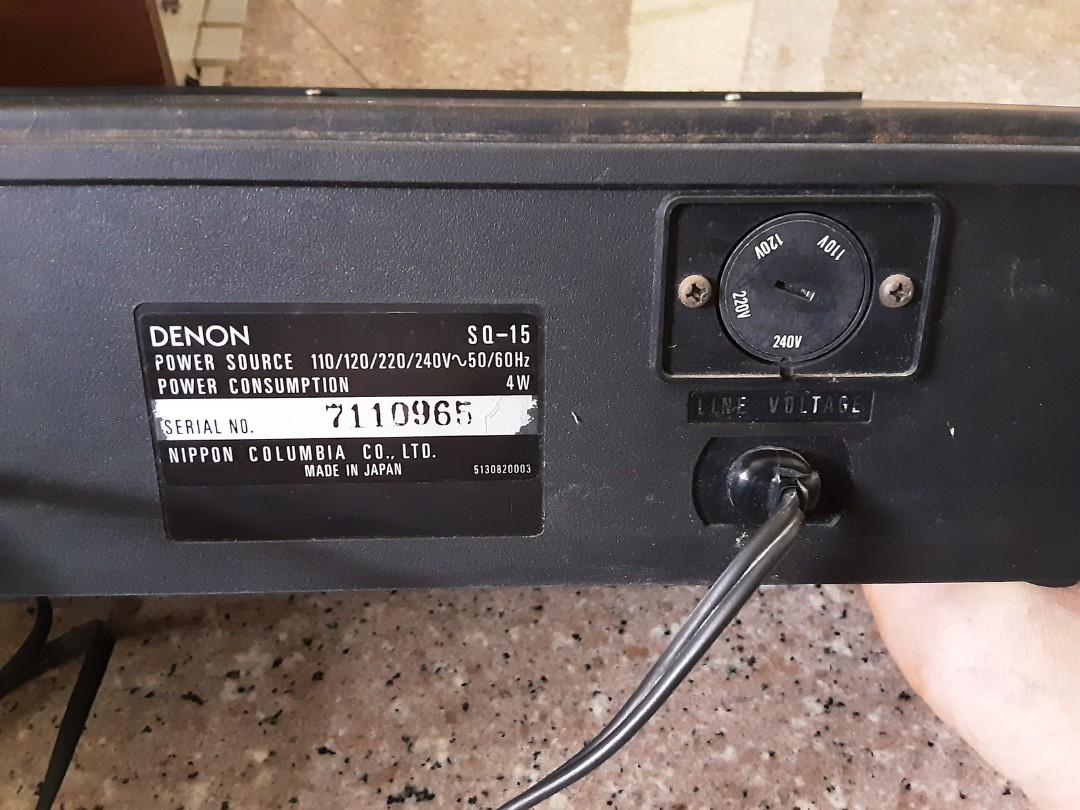 DENON SQ-15
POWER SOURCE 110/120/220/240V~50/60Hz
POWER CONSUMPTION 4W
SERIAL NO. 7110965
NIPPON COLUMBIA CO., LTD.
MADE IN JAPAN 5130820003
120V 110V
220V
240V
LINE VOLTAGE